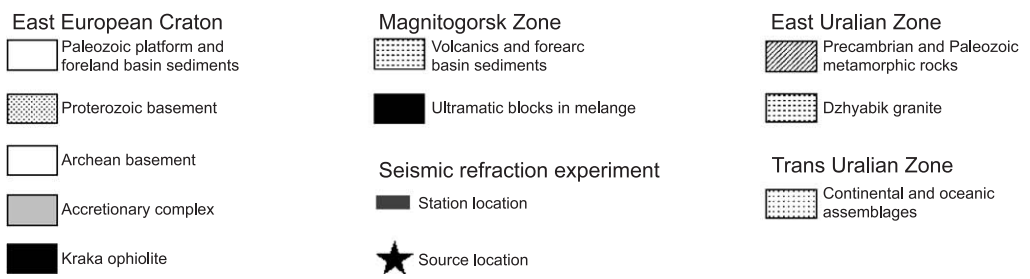 East European Craton
Paleozoic platform and
foreland basin sediments
Proterozoic basement
Archean basement
Accretionary complex
Kraka ophiolite
Magnitogorsk Zone
Volcanics and forearc
basin sediments
Ultramatic blocks in melange
Seismic refraction experiment
Station location
Source location
East Uralian Zone
Precambrian and Paleozoic
metamorphic rocks
Dzhyabik granite
Trans Uralian Zone
Continental and oceanic
assemblages